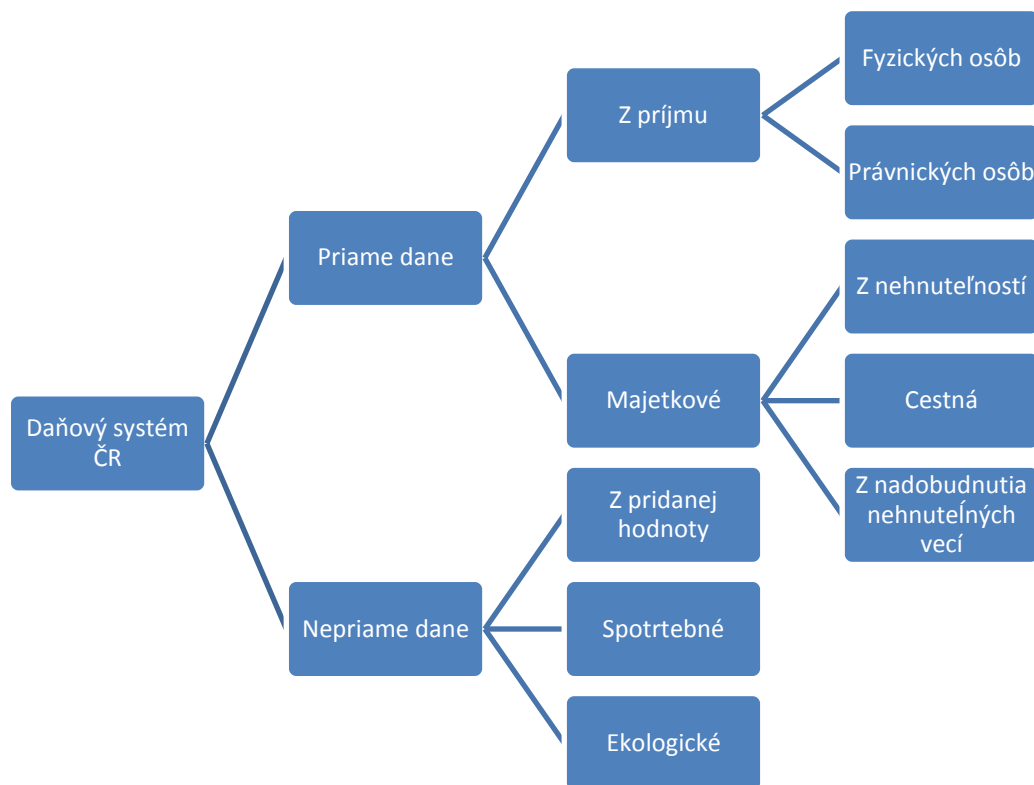 Daňový systém
ČR
Priame dane
Z príjmu
Fyzických osôb
Právnických osôb
Majetkové
Z nehnuteľností
Cestná
Z nadobudnutia
nehnuteĺných
vecí
Nepriame dane
Z pridanej
hodnoty
Spotrtebné
Ekologické